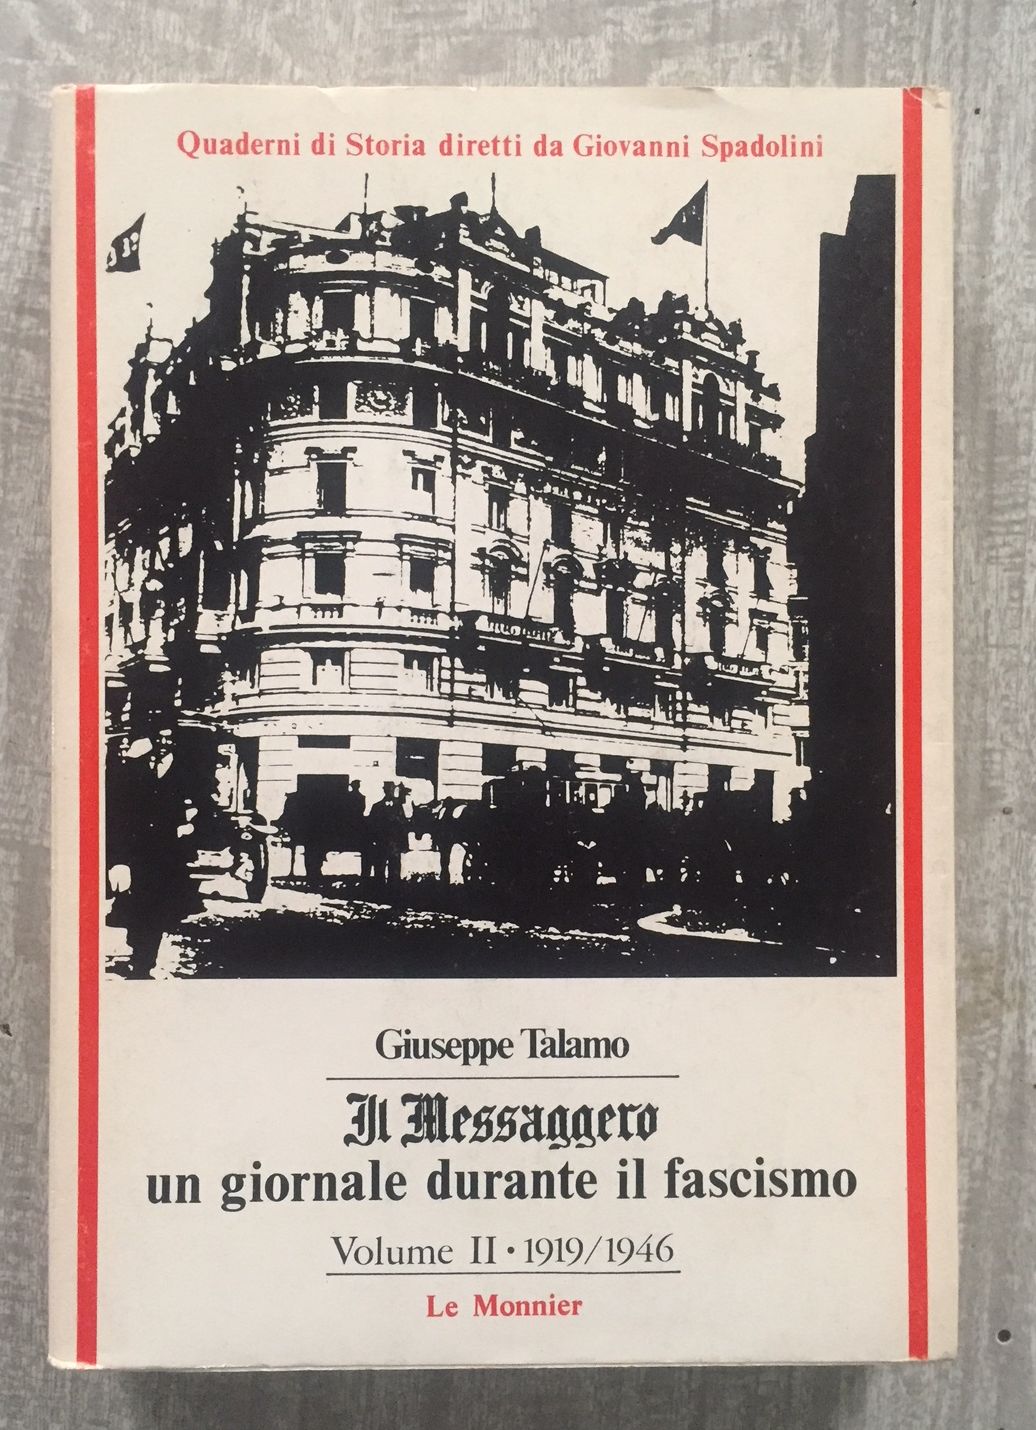 Quaderni di Storia diretti da Giovanni Spadolini
Giuseppe Talamo
Il Messaggero
un giornale durante il fascismo
Volume II • 1919/1946
Le Monnier